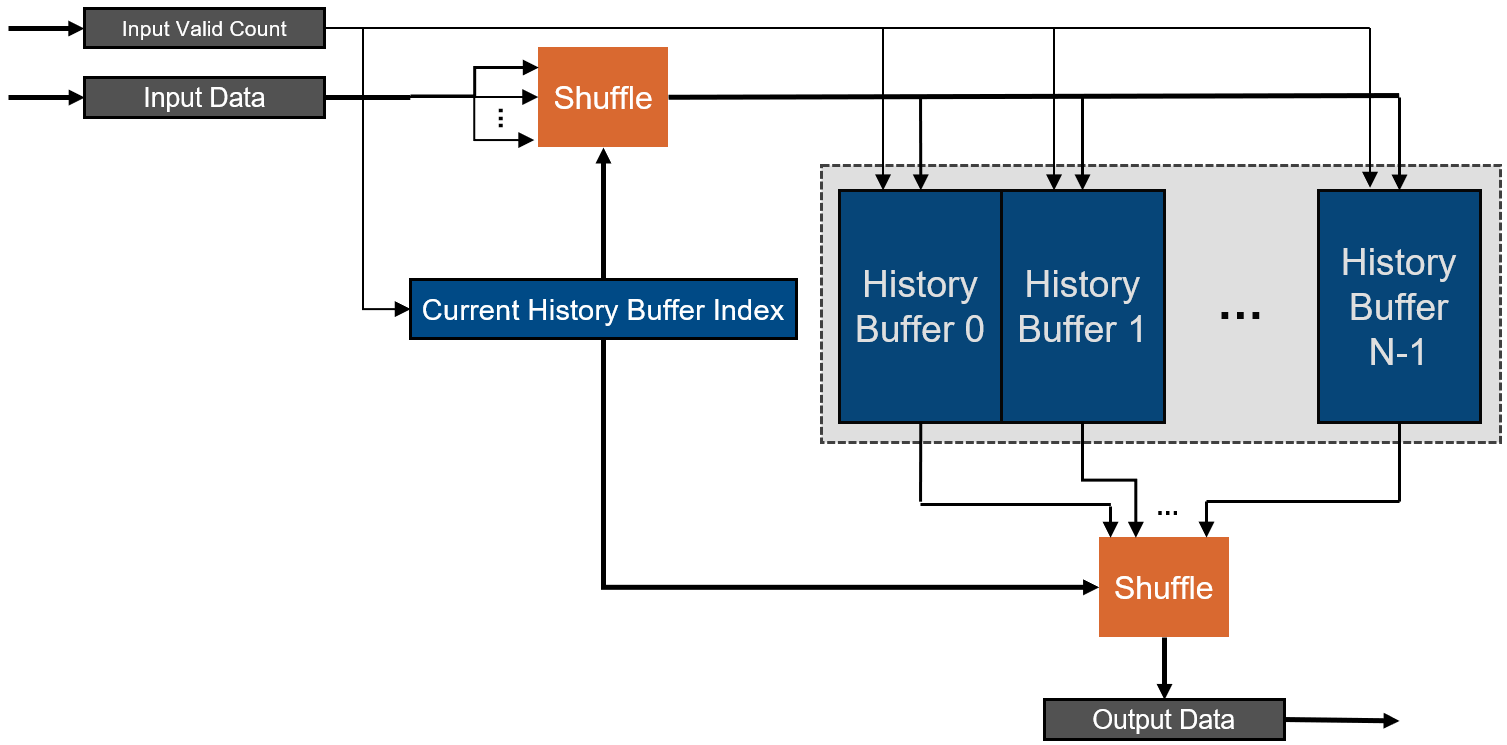 Input Valid Count
Input Data
...
Shuffle
Current History Buffer Index
History
Buffer 0
History
Buffer 1
...
History
Buffer
N-1
...
Shuffle
Output Data